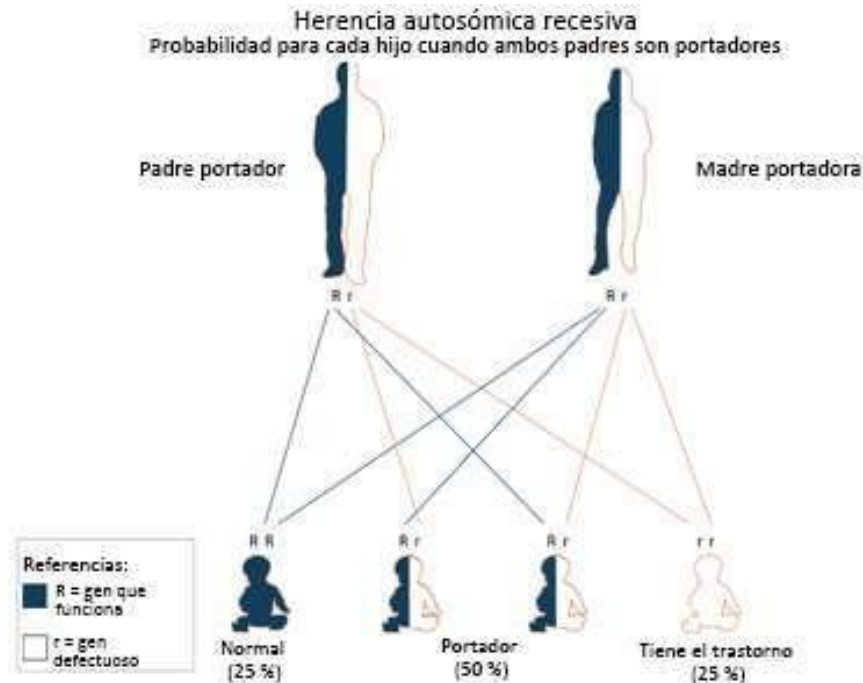 Herencia autosómica recesiva
Probabilidad para cada hijo cuando ambos padres son portadores
Padre portador
Madre portadora
R r
R r
R R
R r
R r
r r
Referencias:
R = gen que
funciona
r = gen
defectuoso
Normal
(25 %)
Portador
(50 %)
Tiene el trastorno
(25 %)